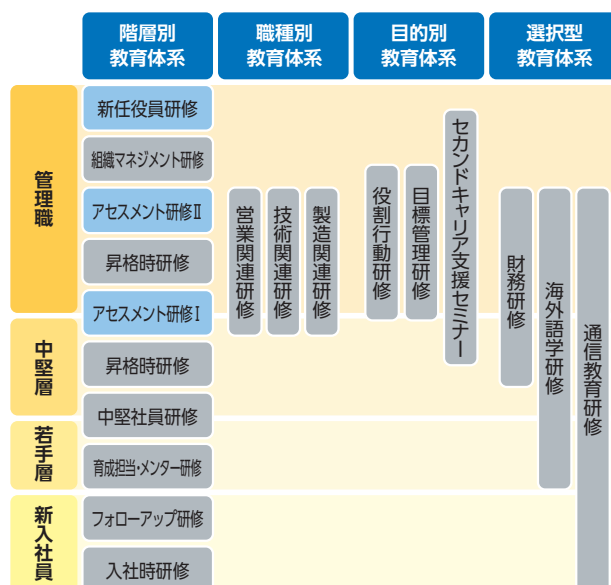 階層別
教育体系
職種別
教育体系
目的別
教育体系
選択型
教育体系
管理職
中堅層
若手層
新入社員
新任役員研修
組織マネジメント研修
アセスメント研修Ⅱ
昇格時研修
アセスメント研修Ⅰ
昇格時研修
中堅社員研修
育成担当・メンター研修
フォローアップ研修
入社時研修
営業関連研修
技術関連研修
製造関連研修
役割行動研修
目標管理研修
セカンドキャリア支援セミナー
財務研修
海外語学研修
通信教育研修